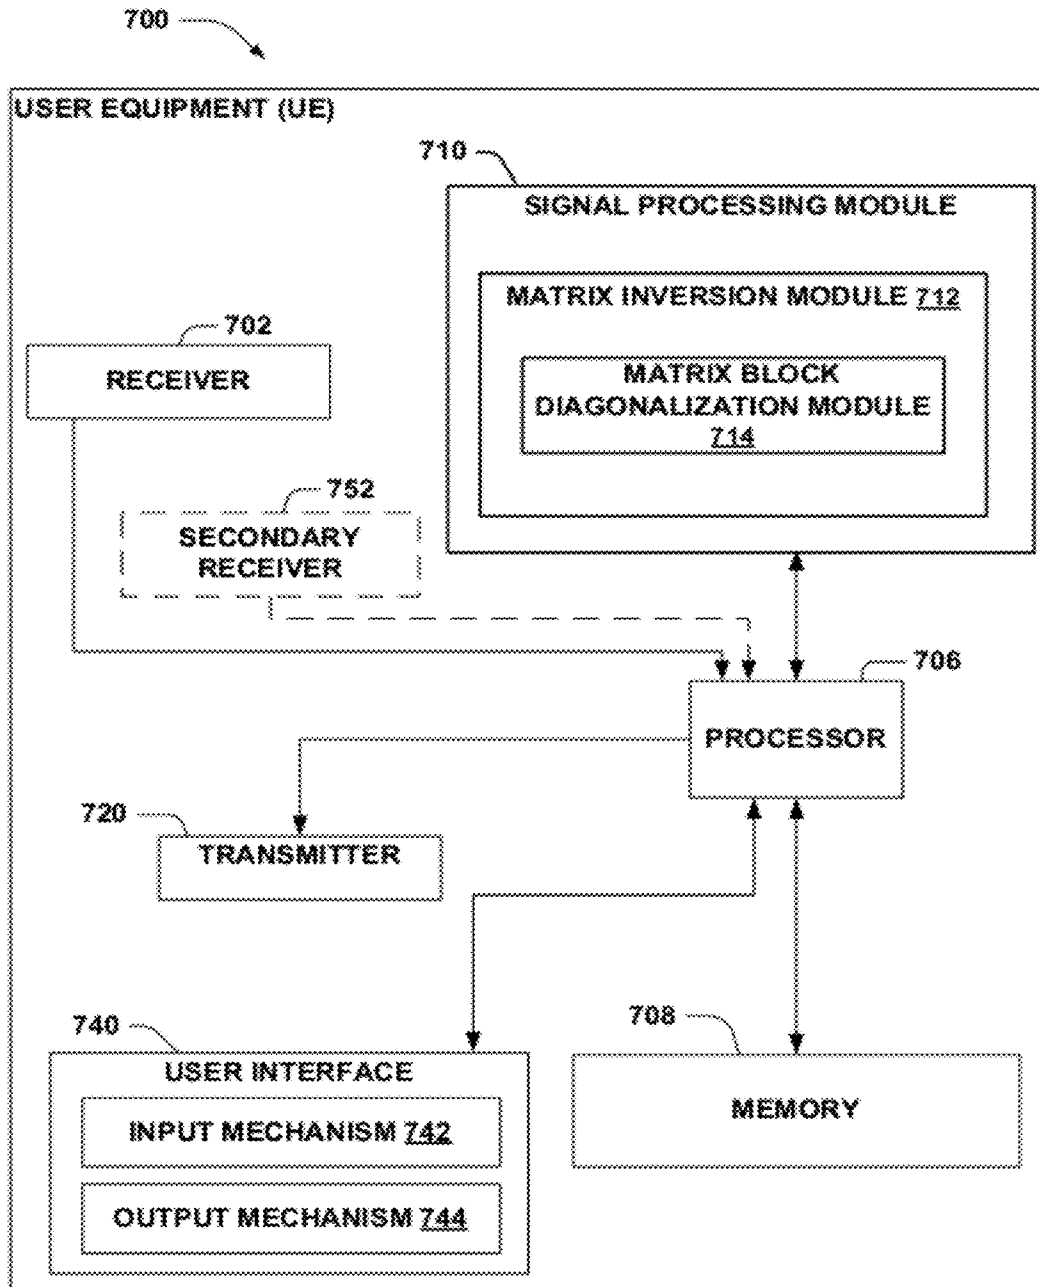 700
USER EQUIPMENT (UE)
710
SIGNAL PROCESSING MODULE
MATRIX INVERSION MODULE 712
MATRIX BLOCK
DIAGONALIZATION MODULE
714
702
RECEIVER
752
SECONDARY
RECEIVER
706
PROCESSOR
720
TRANSMITTER
740
USER INTERFACE
INPUT MECHANISM 742
OUTPUT MECHANISM 744
708
MEMORY